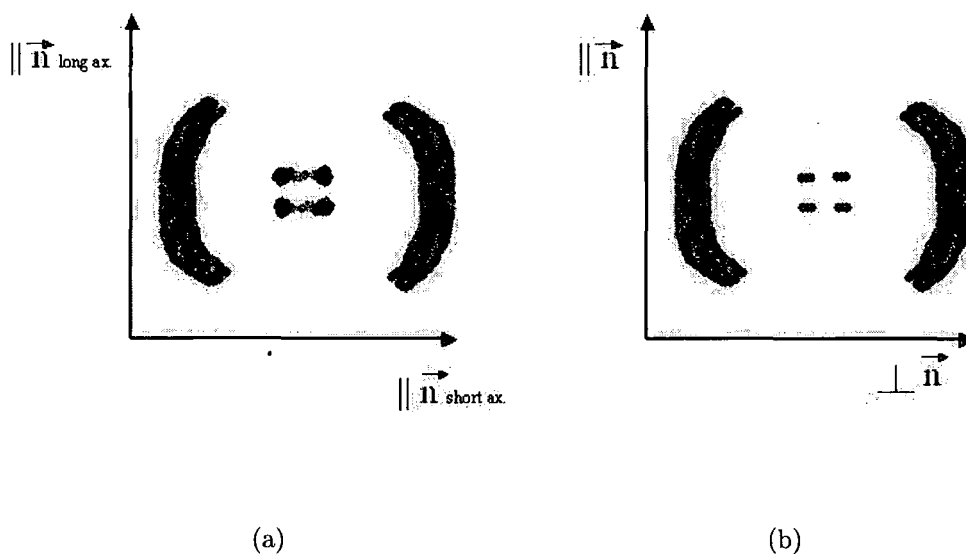 || n long ax.
|| n
|| n short ax.
⊥ n
(a)
(b)